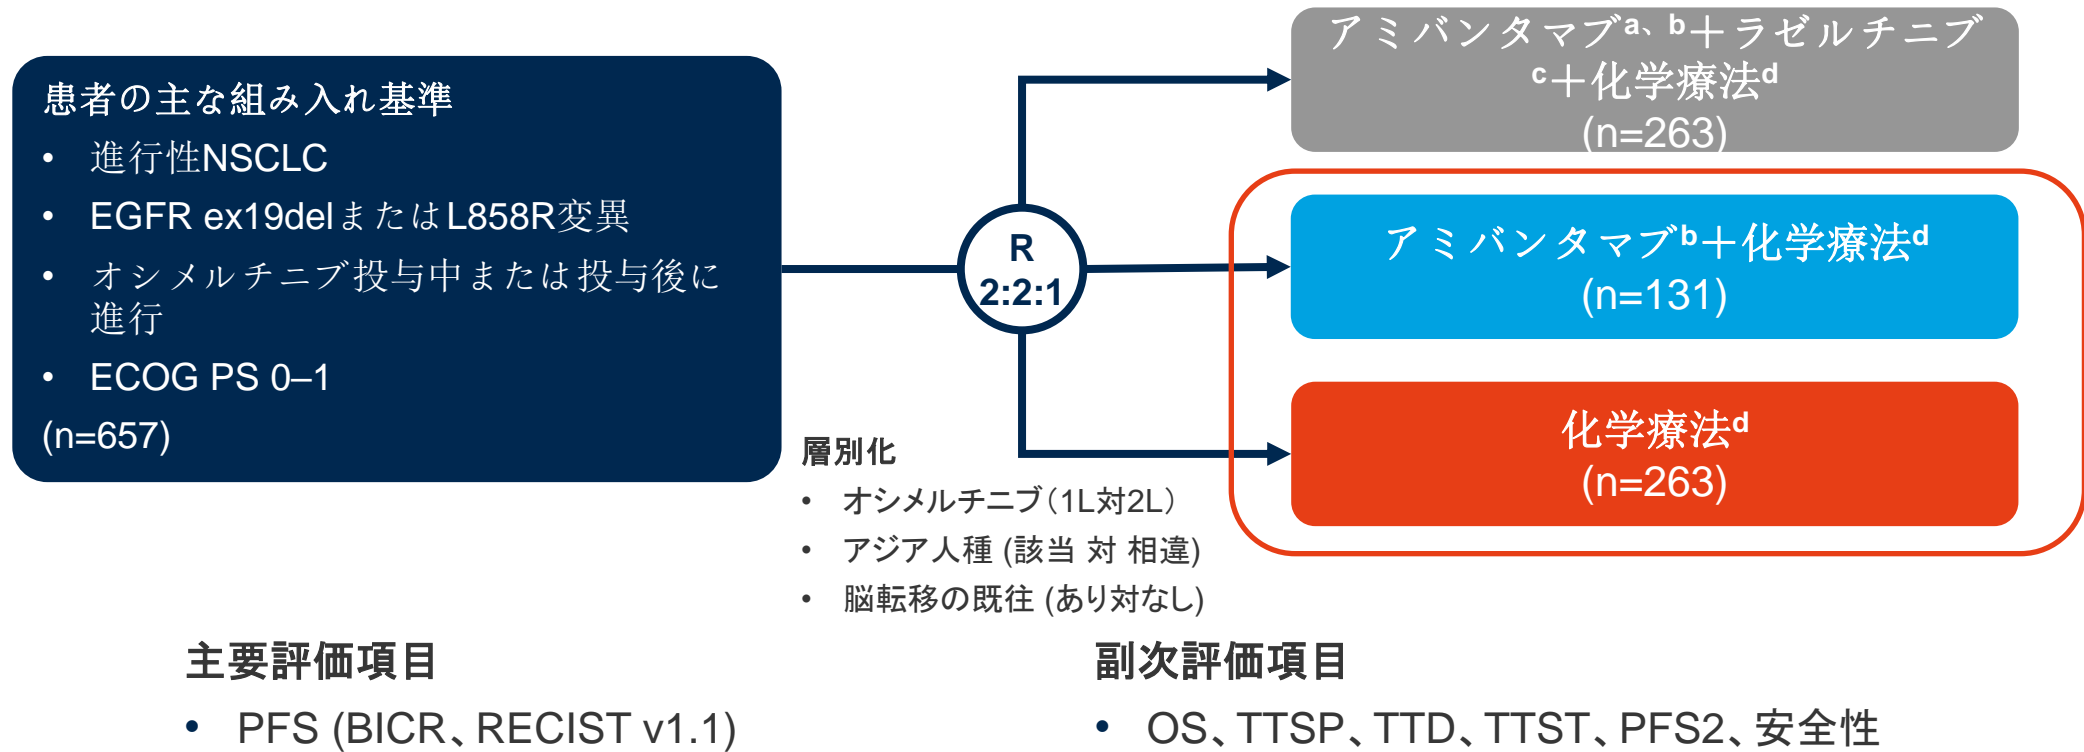 患者の主な組み入れ基準
• 進行性NSCLC
• EGFR ex19delまたはL858R変異
• オシメルチニブ投与中または投与後に
進行
• ECOG PS 0–1
(n=657)
R
2:2:1
層別化
• オシメルチニブ（1L対2L）
• アジア人種 (該当 対 相違)
• 脳転移の既往 (あり対なし)
アミバンタマブa、b＋ラゼルチニブ
c＋化学療法d
(n=263)
アミバンタマブb＋化学療法d
(n=131)
化学療法d
(n=263)
主要評価項目
• PFS (BICR、RECIST v1.1)
副次評価項目
• OS、TTSP、TTD、TTST、PFS2、安全性